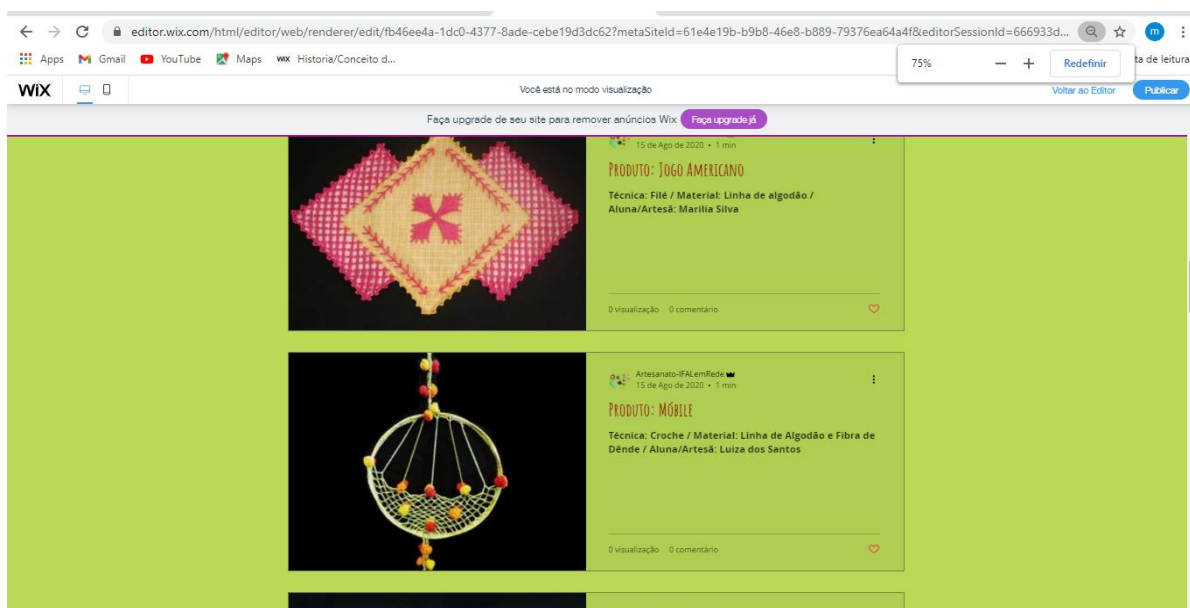 editor.wix.com/html/editor/web/renderer/edit/fb46ee4a-1dc0-4377-8ade-cebe19d3dc62?metaSiteId=61e4e19b-b9b8-46e8-b889-79376ea64a4f&editorSessionId=666933d...
m
Apps Gmail YouTube Maps WIX Historia/Conceito d...
75% — + Redefinir
ta de leitura
WiX Você está no modo visualização Voltar ao Editor Publicar
Faça upgrade de seu site para remover anúncios Wix Faça upgrade já
15 de Ago de 2020 • 1 min
Produto: Jogo Americano
Técnica: Filé / Material: Linha de algodão /
Aluna/Artesã: Marilia Silva
0 visualização 0 comentário
Artesanato-IFALemRede
15 de Ago de 2020 • 1 min
Produto: Móbile
Técnica: Croche / Material: Linha de Algodão e Fibra de
Dênde / Aluna/Artesã: Luiza dos Santos
0 visualização 0 comentário